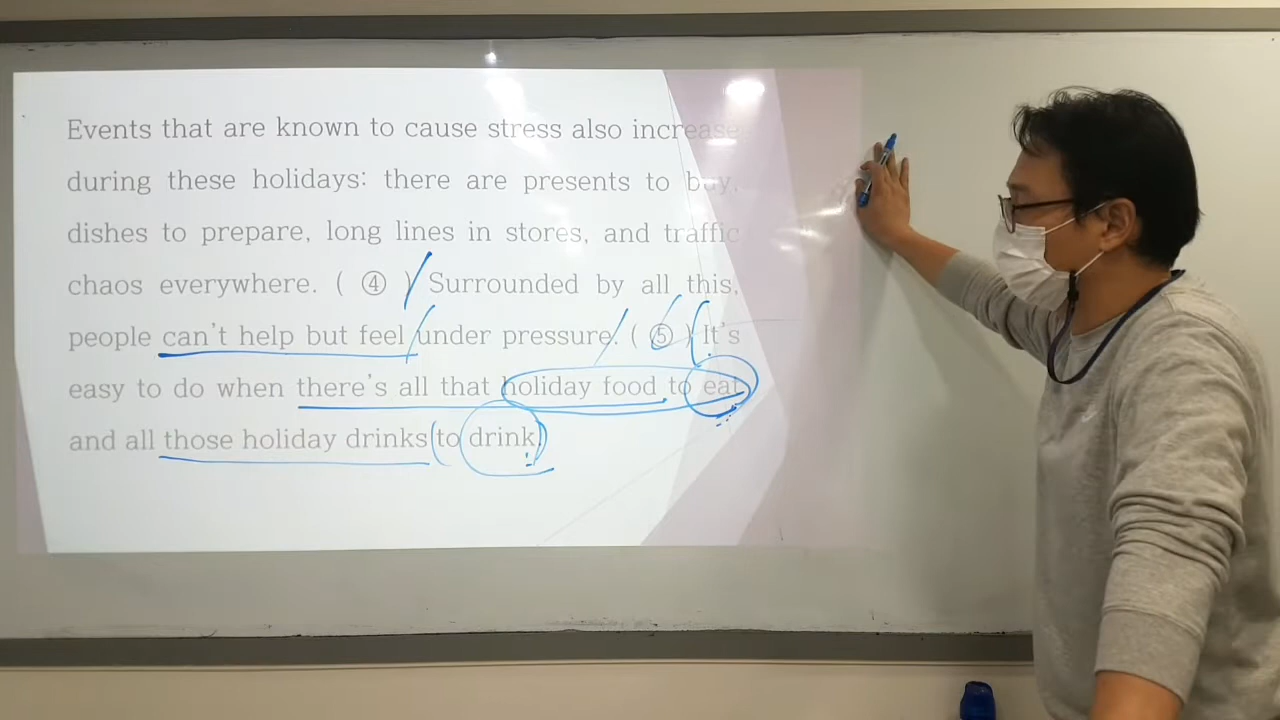 Events that are known to cause stress also increase
during these holidays: there are presents to buy,
dishes to prepare, long lines in stores, and traffic
chaos everywhere. ( ④ ) Surrounded by all this,
people can't help but feel under pressure. ( ⑤ ) It's
easy to do when there's all that holiday food to eat
and all those holiday drinks to drink.